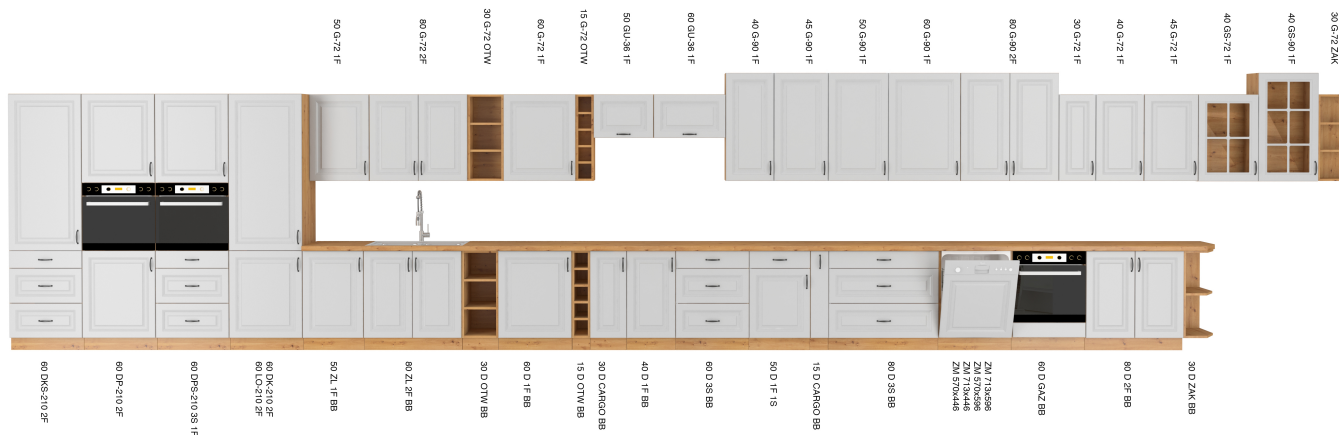 50 G-72 1F
80 G-72 2F
30 G-72 OTW
60 G-72 1F
15 G-72 OTW
50 GU-36 1F
60 GU-36 1F
40 G-90 1F
45 G-90 1F
50 G-90 1F
60 G-90 1F
80 G-90 2F
30 G-72 1F
40 G-72 1F
45 G-72 1F
40 GS-72 1F
40 GS-90 1F
30 G-72 ZAK
60 DKS-210 2F
60 DP-210 2F
60 DPS-210 3S 1F
60 DK-210 2F
60 LO-210 2F
50 ZL 1F BB
80 ZL 2F BB
30 D OTW BB
60 D 1F BB
15 D OTW BB
30 D CARGO BB
40 D 1F BB
60 D 3S BB
50 D 1F 1S
15 D CARGO BB
80 D 3S BB
ZM 713x596
ZM 570x596
ZM 713x446
ZM 570x446
60 D GAZ BB
80 D 2F BB
30 D ZAK BB